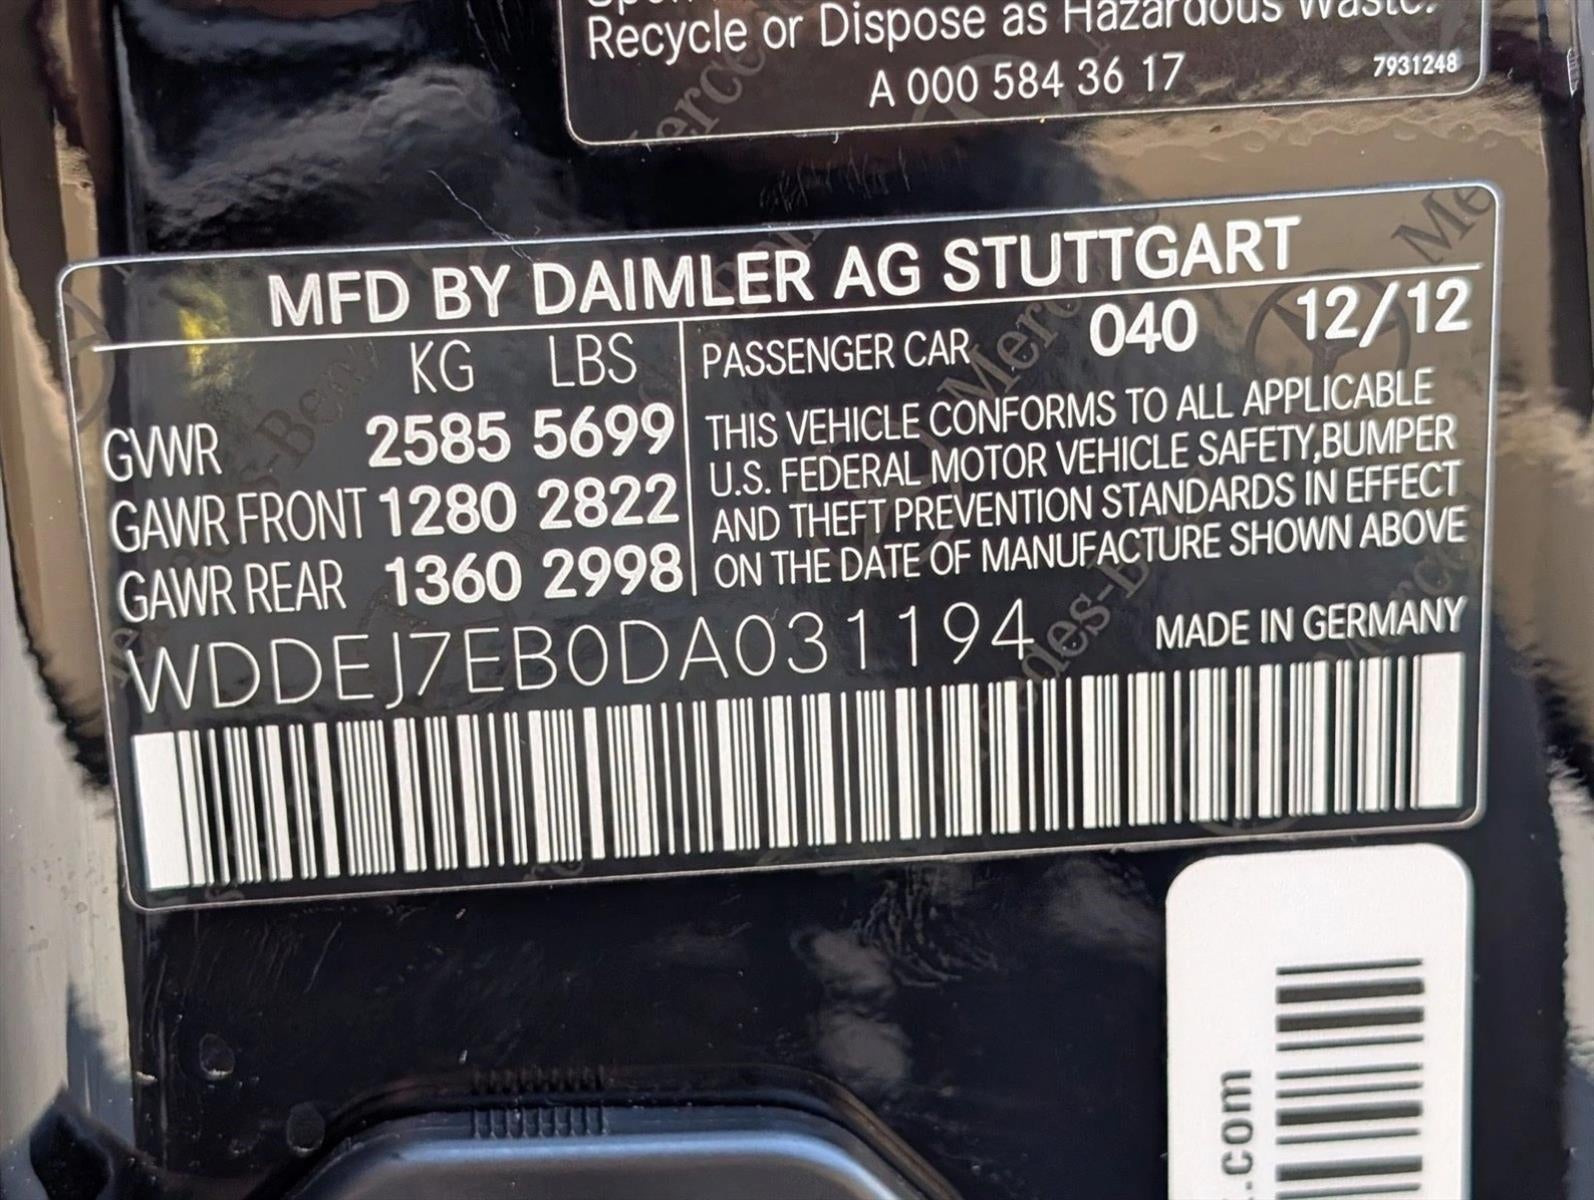 Recycle or Dispose as Hazardous Waste.
A 000 584 36 17
7931248
MFD BY DAIMLER AG STUTTGART
KG LBS
PASSENGER CAR 040 12/12
GVWR 2585 5699
GAWR FRONT 1280 2822
GAWR REAR 1360 2998
THIS VEHICLE CONFORMS TO ALL APPLICABLE
U.S. FEDERAL MOTOR VEHICLE SAFETY,BUMPER
AND THEFT PREVENTION STANDARDS IN EFFECT
ON THE DATE OF MANUFACTURE SHOWN ABOVE
WDDEJ7EB0DA031194
MADE IN GERMANY
.com